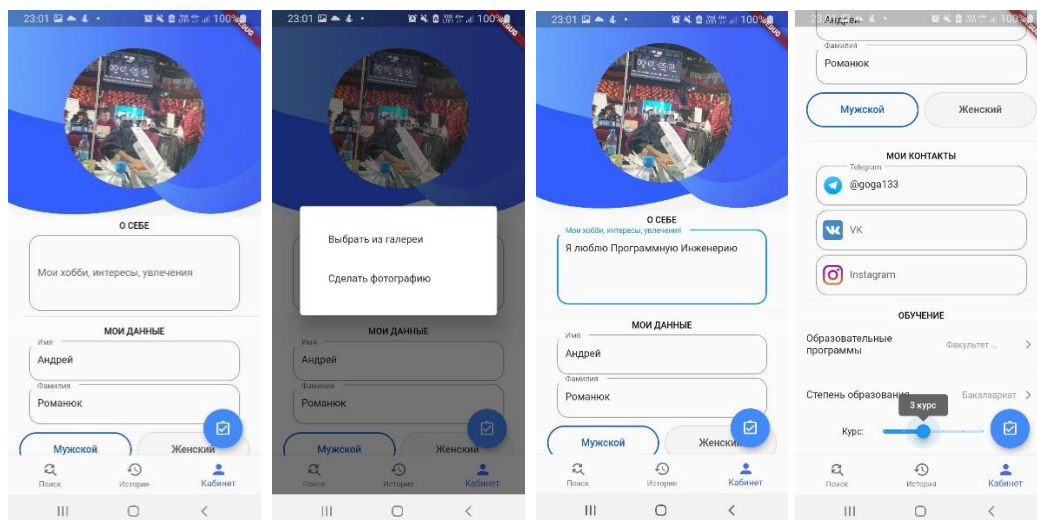 23:01
100%
О СЕБЕ
Мои хобби, интересы, увлечения
МОИ ДАННЫЕ
Имя
Андрей
Фамилия
Романюк
Мужской
Женский
Поиск
История
Кабинет
23:01
100%
Выбрать из галереи
Сделать фотографию
МОИ ДАННЫЕ
Имя
Андрей
Фамилия
Романюк
Мужской
Женский
Поиск
История
Кабинет
23:01
100%
О СЕБЕ
Мои хобби, интересы, увлечения
Я люблю Программную Инженерию
МОИ ДАННЫЕ
Имя
Андрей
Фамилия
Романюк
Мужской
Женский
Поиск
История
Кабинет
23:01
100%
Андрей
Фамилия
Романюк
Мужской
Женский
МОИ КОНТАКТЫ
Telegram
@goga133
VK
Instagram
ОБУЧЕНИЕ
Образовательные
программы
Факультет ...
Степень образования
Бакалавриат
3 курс
Курс:
Поиск
История
Кабинет